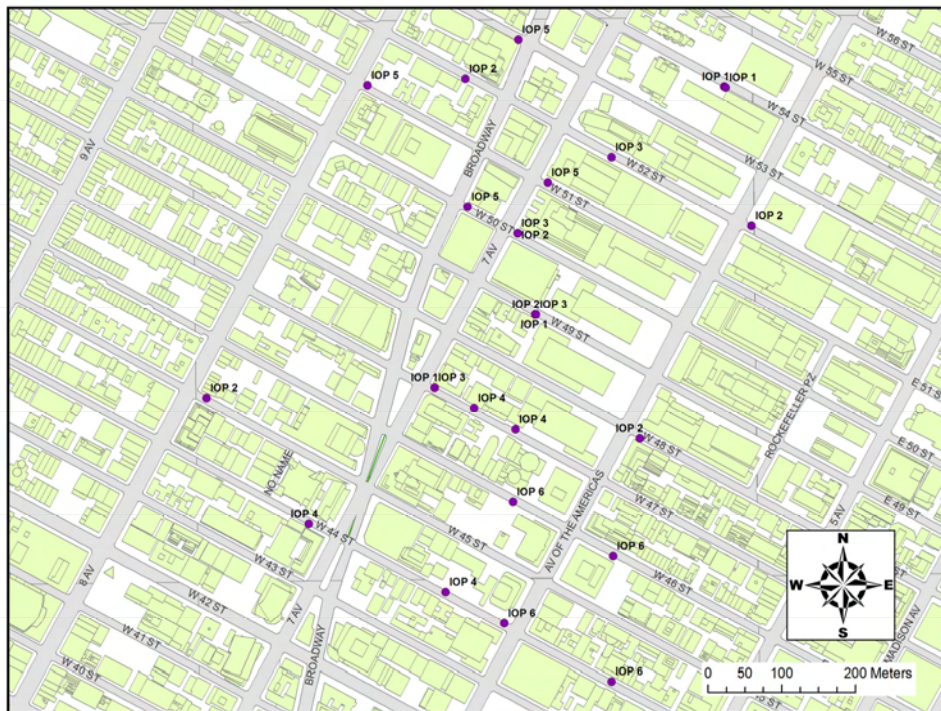 W 56 ST
IOP 5
W 55 ST
IOP 2
IOP 5
IOP 1
IOP 1
W 54 ST
9 AV
BROADWAY
IOP 3
W 53 ST
W 52 ST
IOP 5
W 51 ST
IOP 5
W 50 ST
IOP 3
IOP 2
IOP 2
7 AV
IOP 2
IOP 3
IOP 1
W 49 ST
IOP 1
IOP 3
ROCKEFELLER PZ
E 51 S
IOP 2
IOP 4
IOP 4
IOP 2
W 48 ST
E 50 ST
NO NAME
IOP 6
AV OF THE AMERICAS
W 47 ST
E 49 ST
5 AV
IOP 4
W 44 ST
W 45 ST
N
W 43 ST
IOP 6
W 46 ST
8 AV
W
E
W 42 ST
IOP 4
7 AV
IOP 6
S
W 41 ST
BROADWAY
MADISON AV
W 40 ST
IOP 6
0 50 100 200 Meters